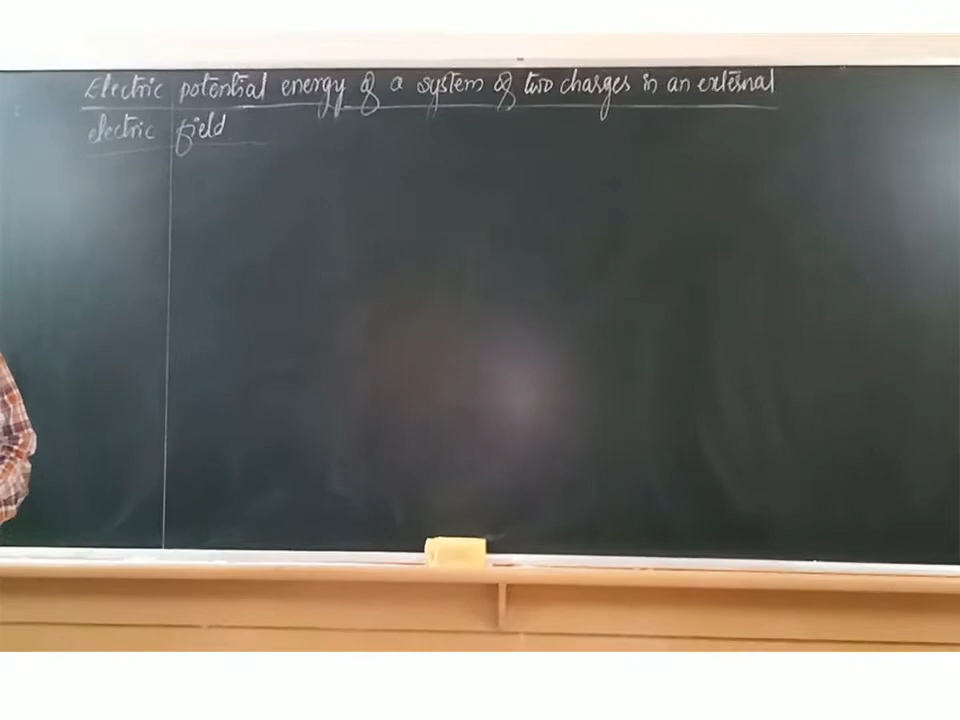 Electric potential energy of a system of two charges in an external
electric field